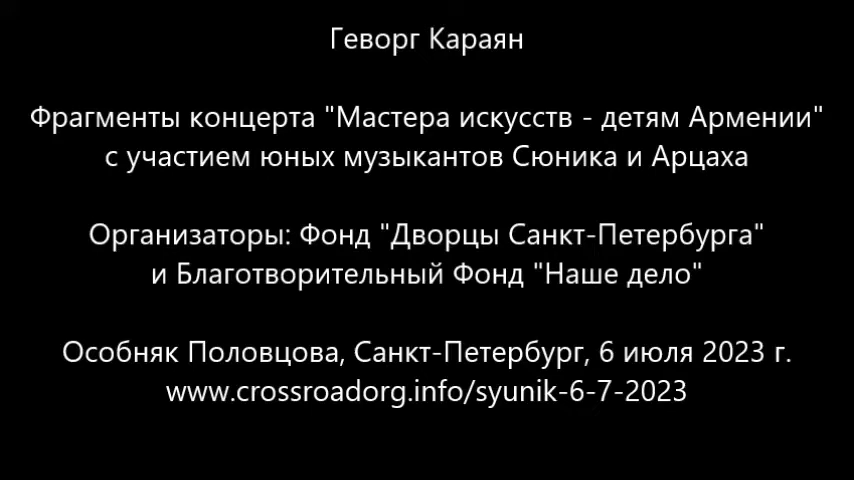 Геворг Караян
Фрагменты концерта "Мастера искусств - детям Армении"
с участием юных музыкантов Сюника и Арцаха
Организаторы: Фонд "Дворцы Санкт-Петербурга"
и Благотворительный Фонд "Наше дело"
Особняк Половцова, Санкт-Петербург, 6 июля 2023 г.
www.crossroadorg.info/syunik-6-7-2023